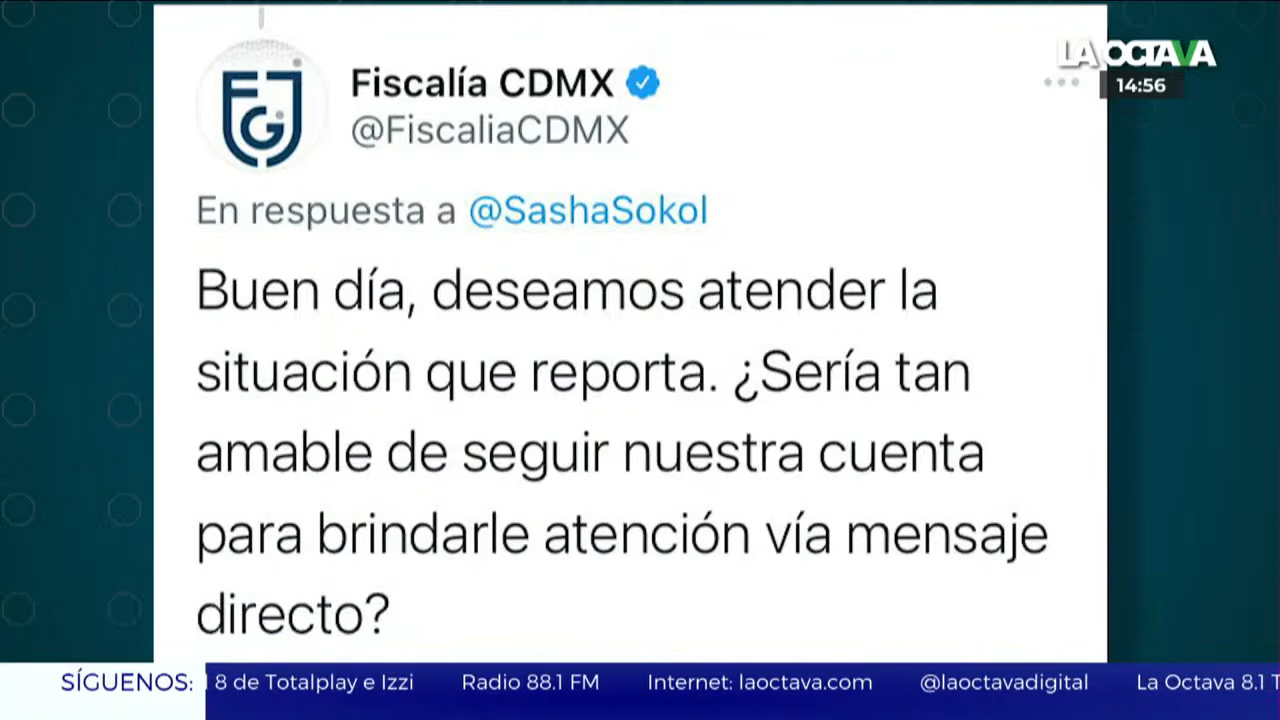 LA OCTAVA
14:56
FGJ
Fiscalía CDMX
@FiscaliaCDMX
En respuesta a @SashaSokol
Buen día, deseamos atender la
situación que reporta. ¿Sería tan
amable de seguir nuestra cuenta
para brindarle atención vía mensaje
directo?
SÍGUENOS: 8 de Totalplay e Izzi Radio 88.1 FM Internet: laoctava.com @laoctavadigital La Octava 8.1